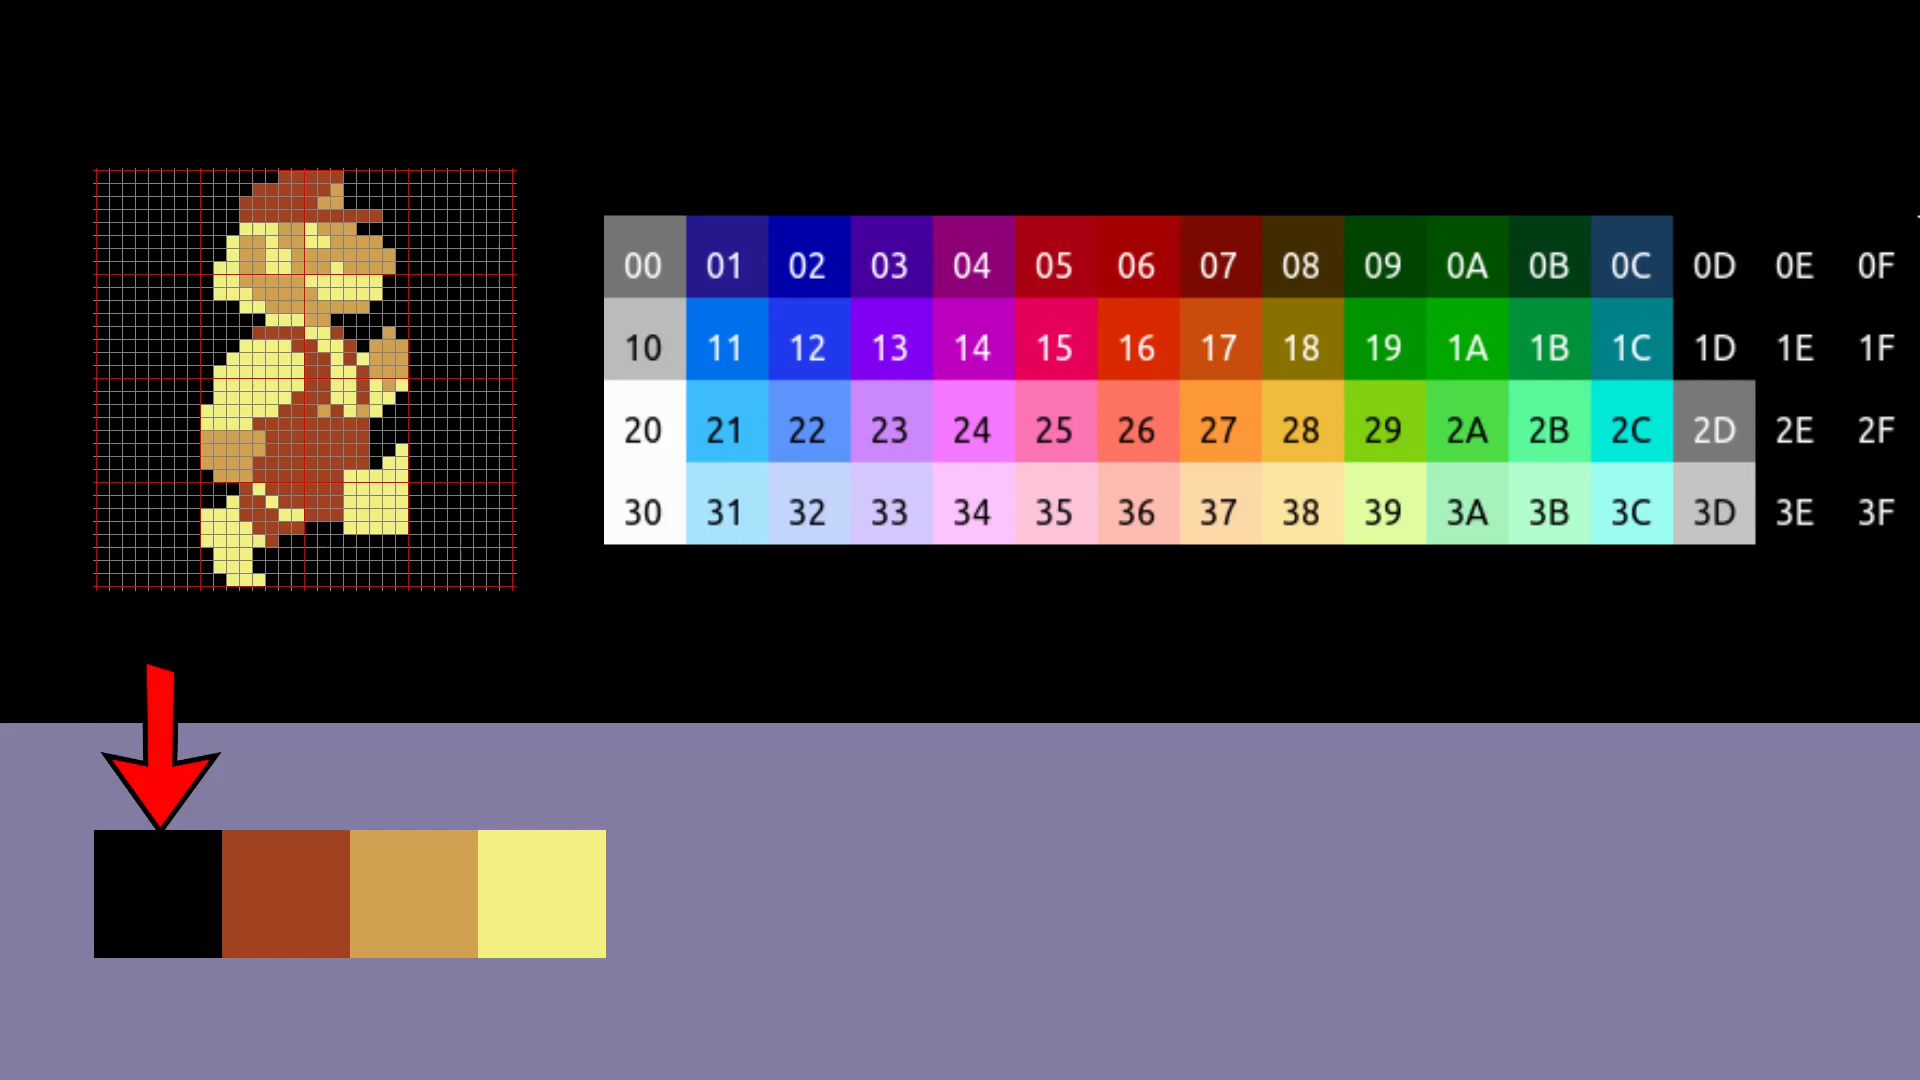 00 01 02 03 04 05 06 07 08 09 0A 0B 0C 0D 0E 0F
10 11 12 13 14 15 16 17 18 19 1A 1B 1C 1D 1E 1F
20 21 22 23 24 25 26 27 28 29 2A 2B 2C 2D 2E 2F
30 31 32 33 34 35 36 37 38 39 3A 3B 3C 3D 3E 3F